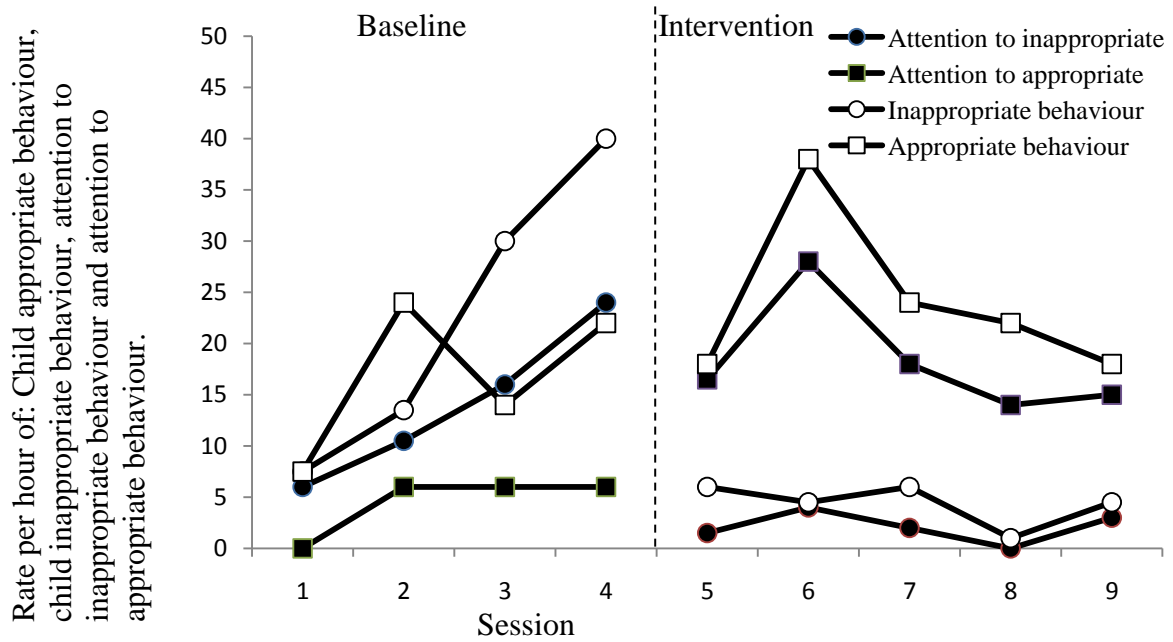 Rate per hour of: Child appropriate behaviour,
child inappropriate behaviour, attention to
inappropriate behaviour and attention to
appropriate behaviour.
Baseline
Intervention
Attention to inappropriate
Attention to appropriate
Inappropriate behaviour
Appropriate behaviour
50
45
40
35
30
25
20
15
10
5
0
1 2 3 4 5 6 7 8 9
Session